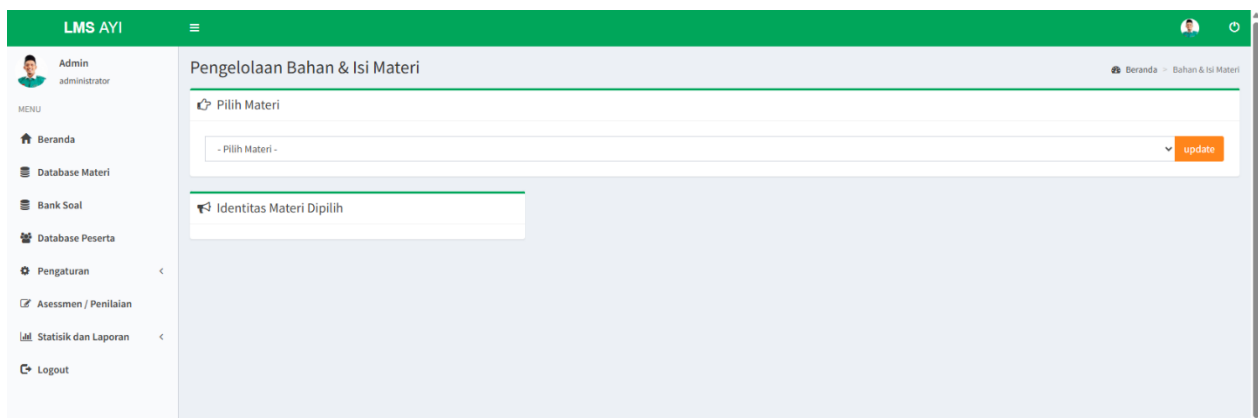 LMS AYI
Admin
administrator
MENU
Beranda
Database Materi
Bank Soal
Database Peserta
Pengaturan
Asessmen / Penilaian
Statisik dan Laporan
Logout
Pengelolaan Bahan & Isi Materi
Beranda > Bahan & Isi Materi
Pilih Materi
- Pilih Materi -
update
Identitas Materi Dipilih